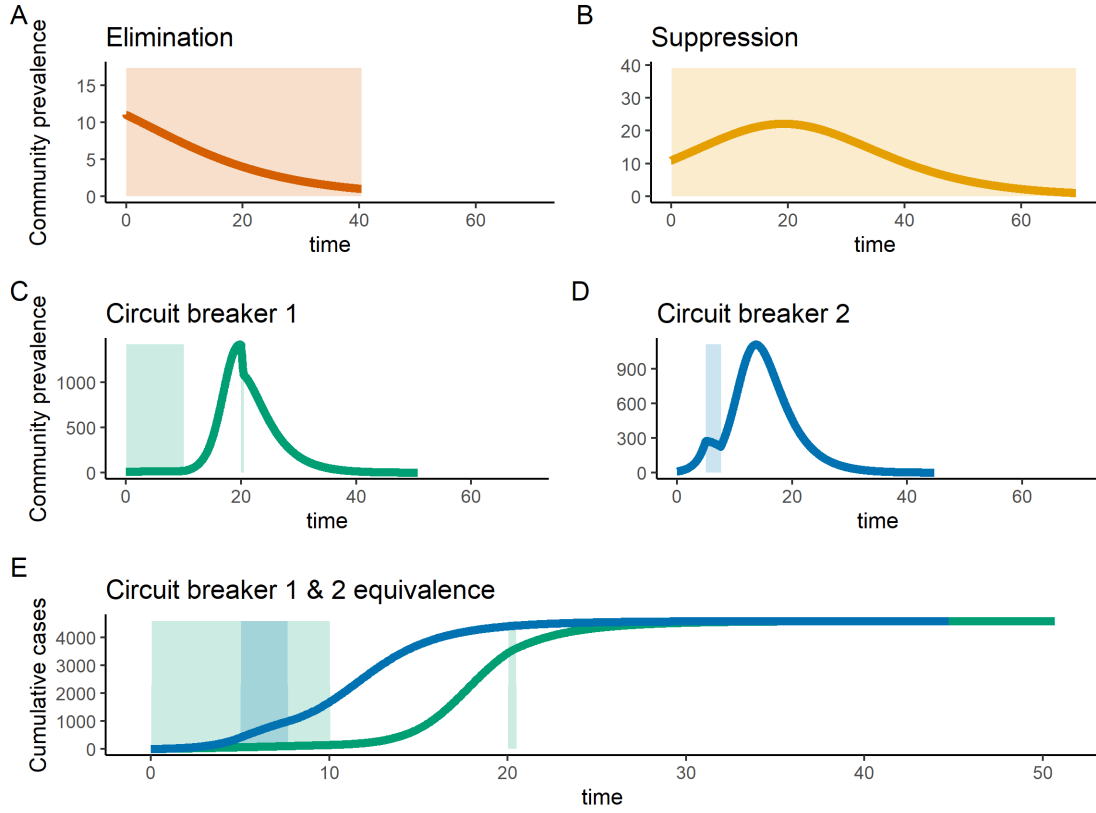 A
Elimination
Community prevalence
15
10
5
0
0 20 40 60
time
B
Suppression
40
30
20
10
0
0 20 40 60
time
C
Circuit breaker 1
Community prevalence
1000
500
0
0 20 40 60
time
D
Circuit breaker 2
900
600
300
0
0 20 40 60
time
E
Circuit breaker 1 & 2 equivalence
Cumulative cases
4000
3000
2000
1000
0
0 10 20 30 40 50
time